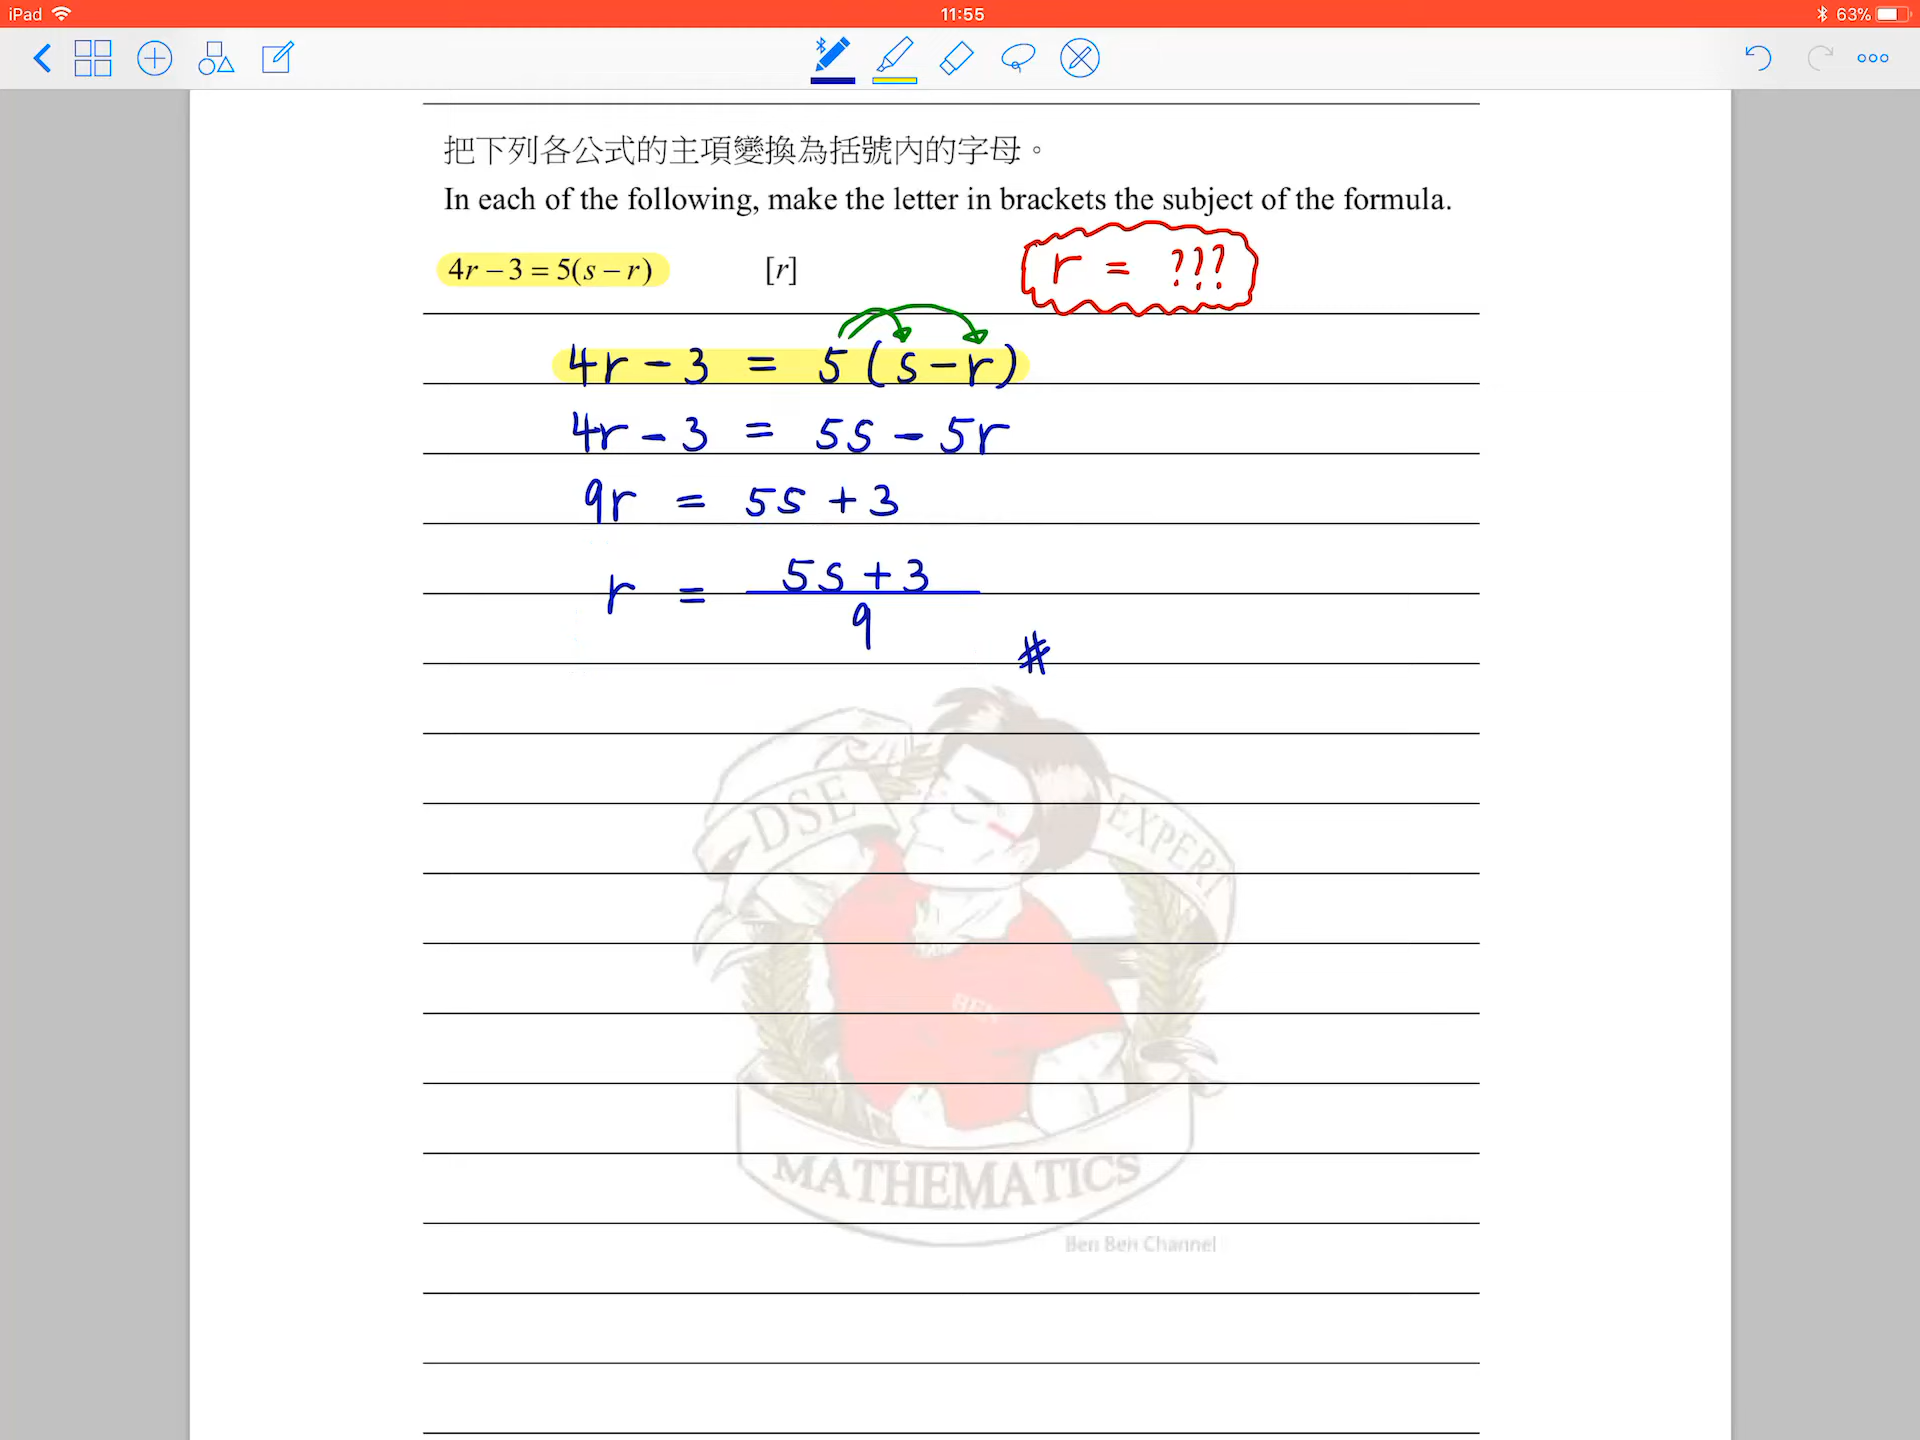 iPad 11:55 63%
把下列各公式的主項變換為括號內的字母。
In each of the following, make the letter in brackets the subject of the formula.
4r − 3 = 5(s − r) [r] r = ???
4r − 3 = 5(s − r)
4r − 3 = 5s − 5r
9r = 5s + 3
r = 5s + 3
9
#
DSE EXPERT
BEN
MATHEMATICS
Ben Ben Channel